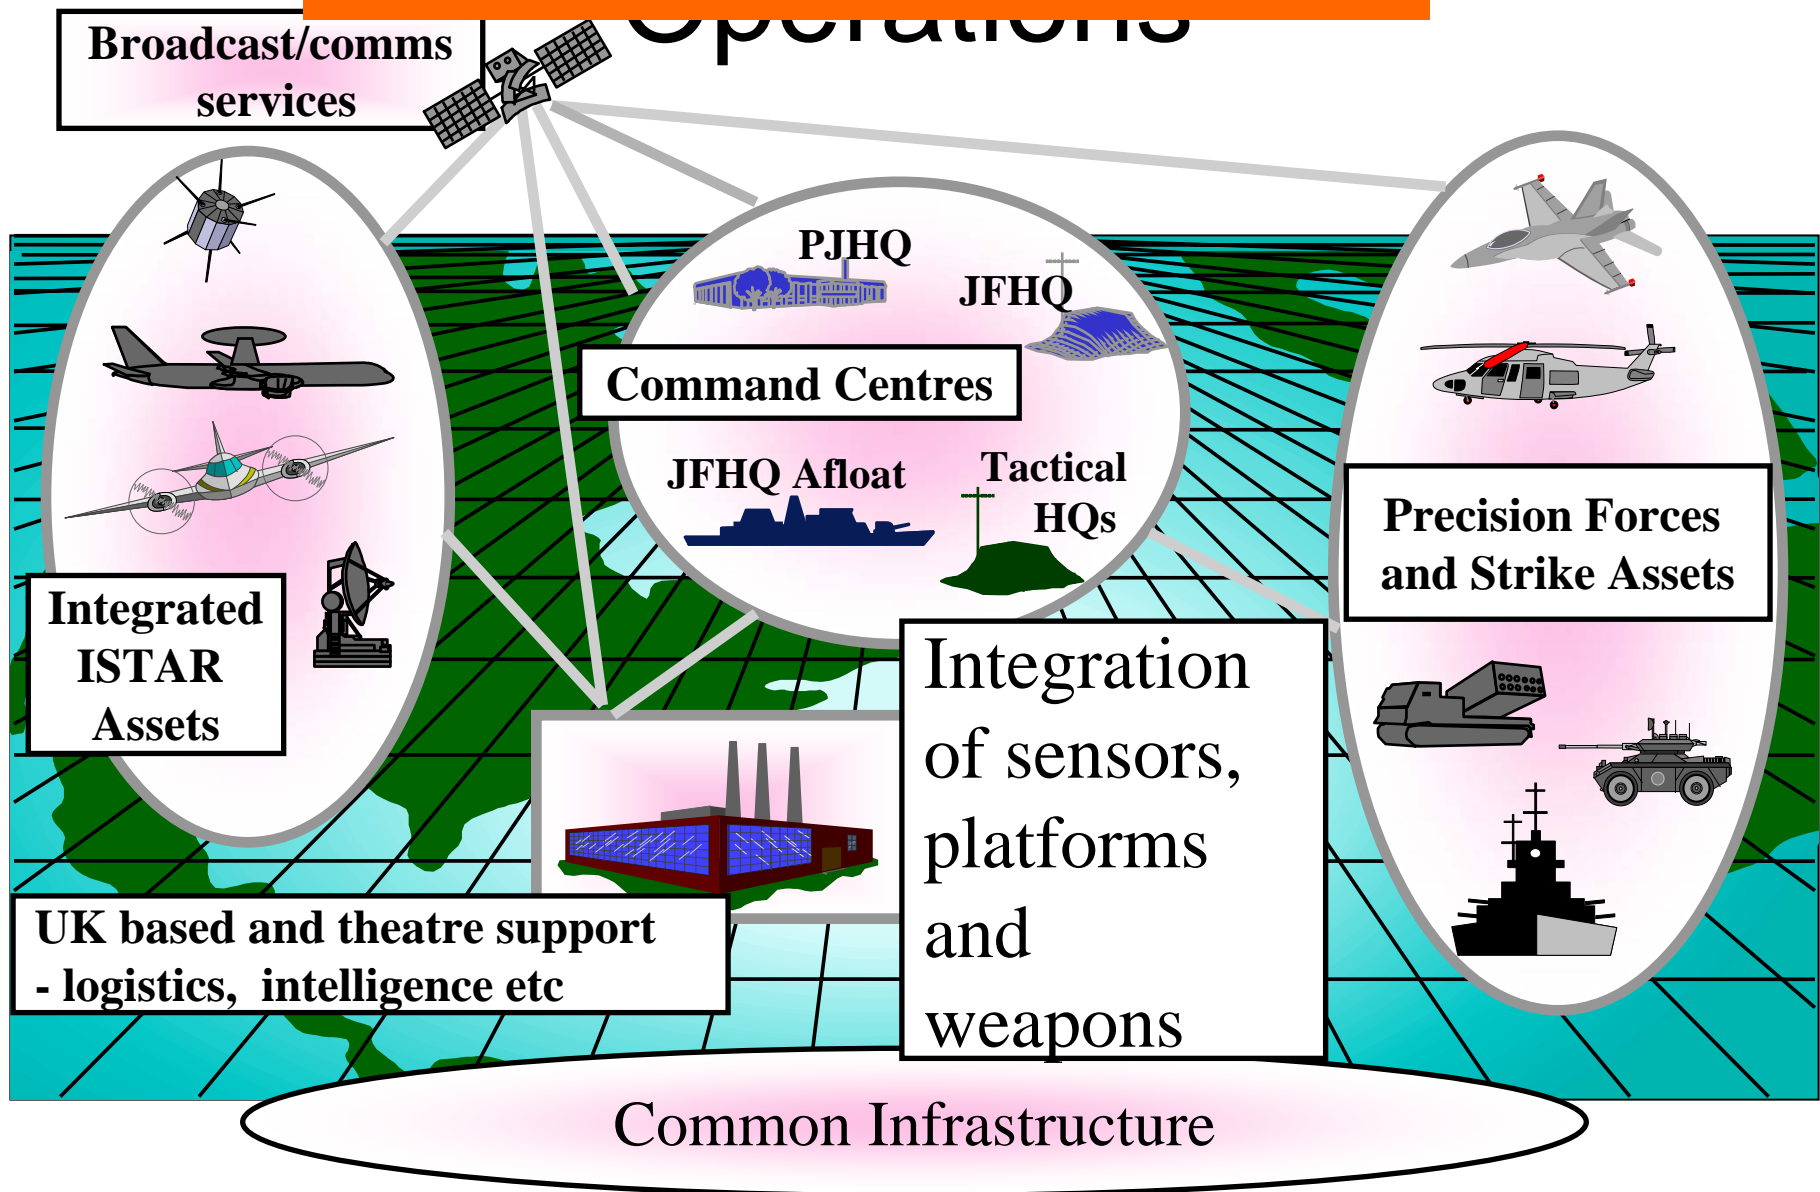 Operations
Broadcast/comms
services
PJHQ
JFHQ
Command Centres
JFHQ Afloat
Tactical
HQs
Precision Forces
and Strike Assets
Integrated
ISTAR
Assets
Integration
of sensors,
platforms
and
weapons
UK based and theatre support
- logistics, intelligence etc
Common Infrastructure